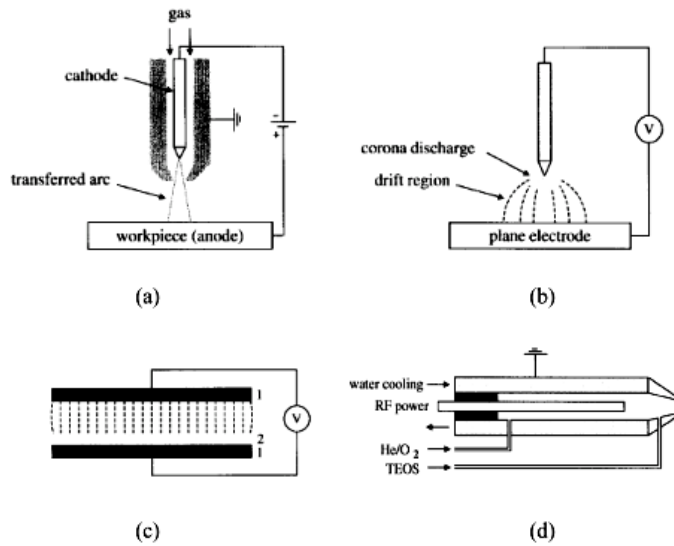 gas
cathode
-
+
transferred arc
workpiece (anode)
(a)
corona discharge
drift region
V
plane electrode
(b)
1
2
1
V
(c)
water cooling
RF power
He/O2
TEOS
(d)